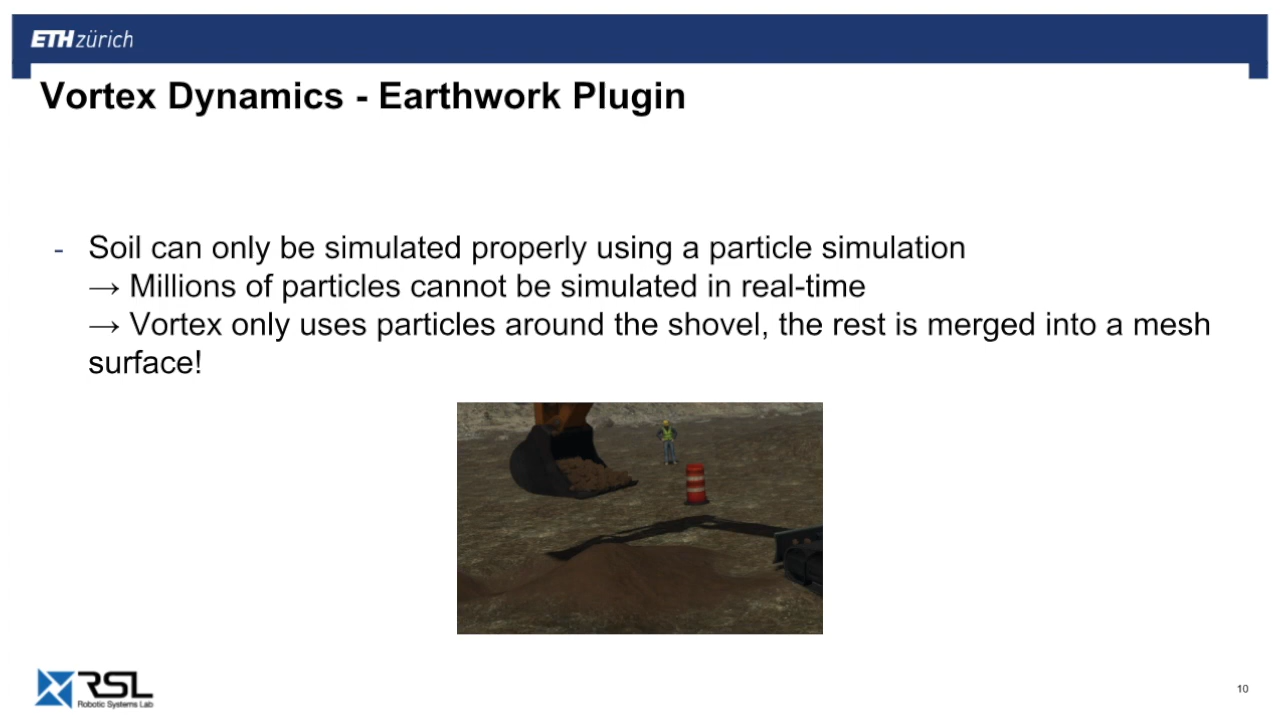 ETH zürich
Vortex Dynamics - Earthwork Plugin
- Soil can only be simulated properly using a particle simulation
→ Millions of particles cannot be simulated in real-time
→ Vortex only uses particles around the shovel, the rest is merged into a mesh
surface!
RSL
Robotic Systems Lab
10